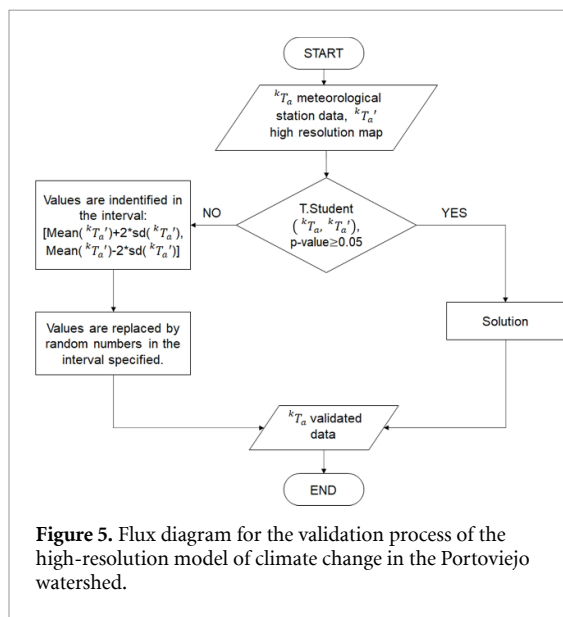 START
ᵏTₐ meteorological
station data, ᵏTₐ′
high resolution map
T.Student
(ᵏTₐ, ᵏTₐ′),
p-value≥0.05
NO
YES
Values are indentified in
the interval:
[Mean(ᵏTₐ′)+2*sd(ᵏTₐ′),
Mean(ᵏTₐ′)-2*sd(ᵏTₐ′)]
Values are replaced by
random numbers in the
interval specified.
Solution
ᵏTₐ validated
data
END
Figure 5. Flux diagram for the validation process of the
high-resolution model of climate change in the Portoviejo
watershed.